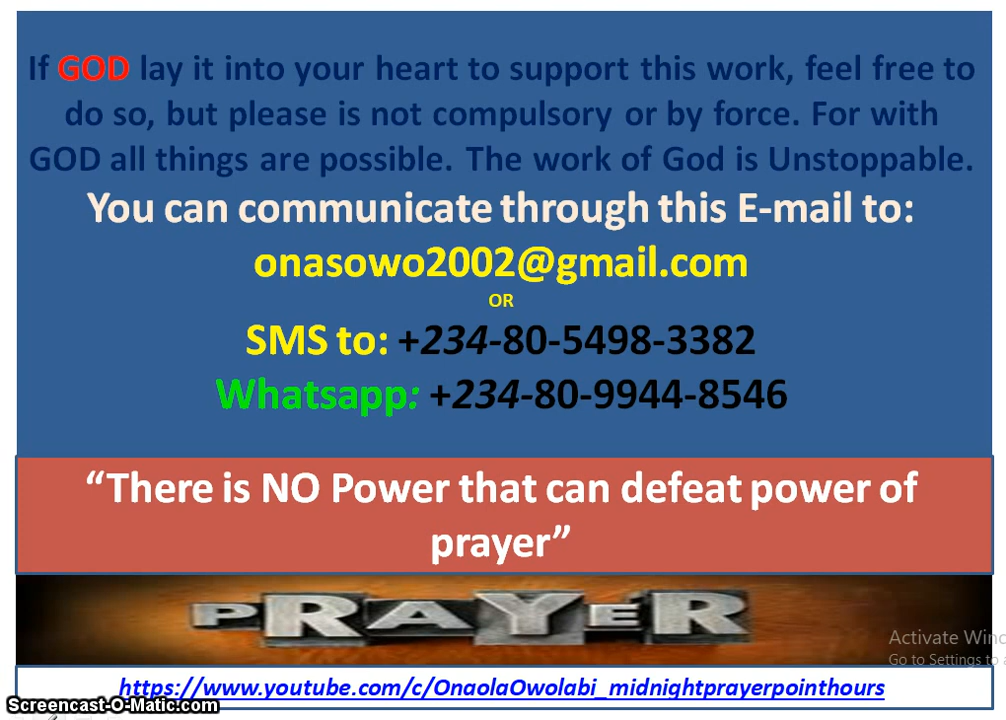 If GOD lay it into your heart to support this work, feel free to
do so, but please is not compulsory or by force. For with
GOD all things are possible. The work of God is Unstoppable.
You can communicate through this E-mail to:
onasowo2002@gmail.com
OR
SMS to: +234-80-5498-3382
Whatsapp: +234-80-9944-8546
“There is NO Power that can defeat power of
prayer”
PRAYER
Activate Wind
Go to Settings to a
https://www.youtube.com/c/OnaolaOwolabi_midnightprayerpointhours
Screencast-O-Matic.com